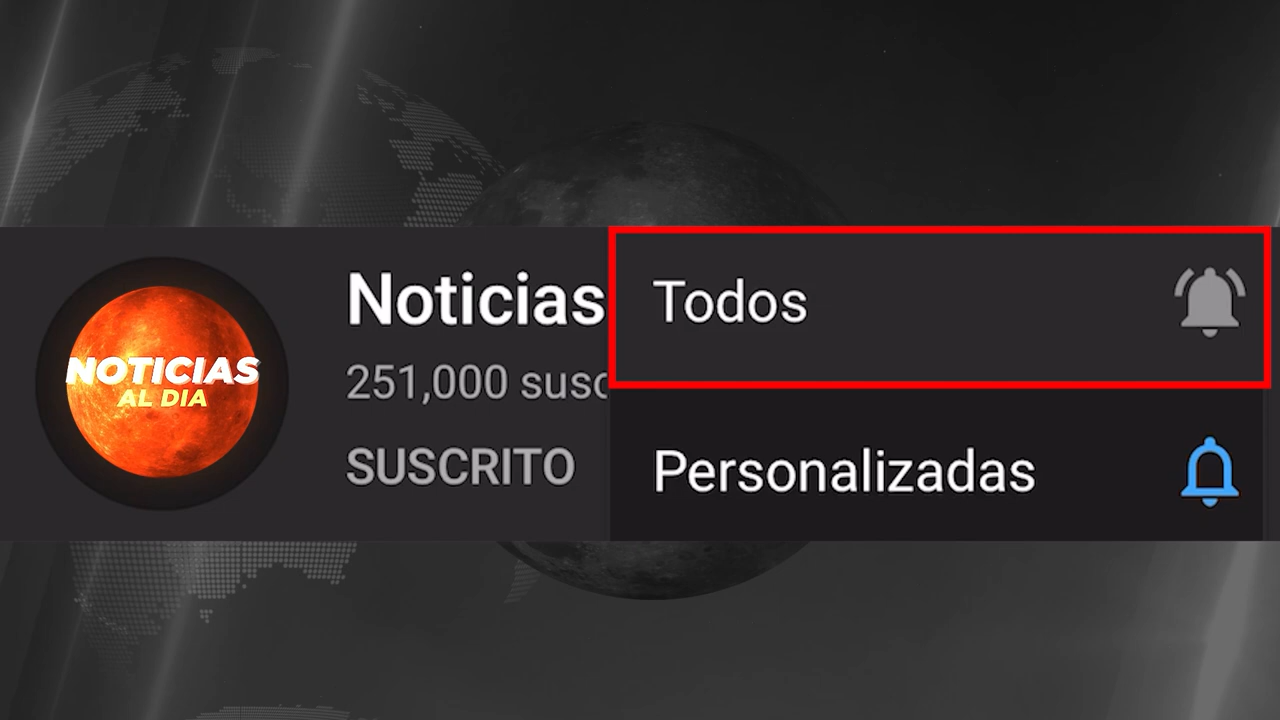 NOTICIAS
AL DIA
Noticias
251,000 susc
SUSCRITO
Todos
Personalizadas